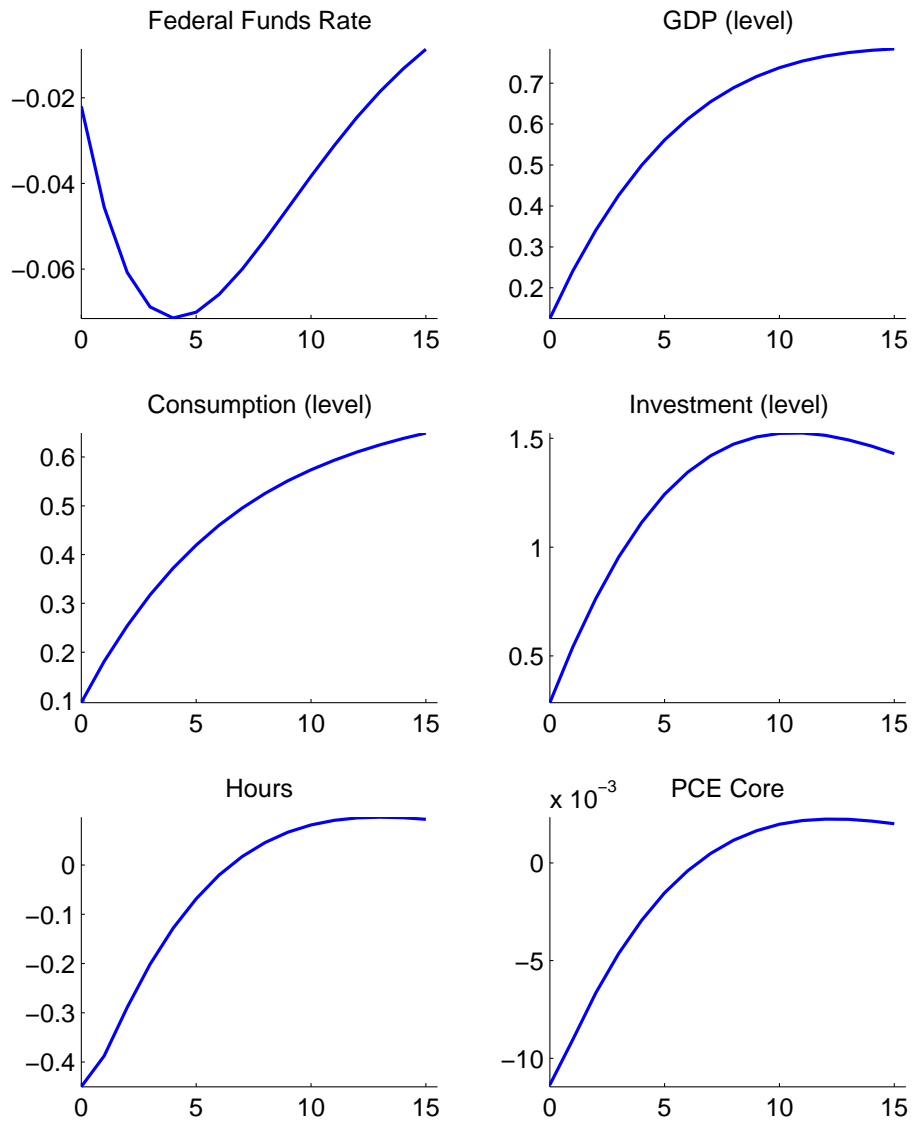 Federal Funds Rate
−0.02
−0.04
−0.06
0 5 10 15
GDP (level)
0.7
0.6
0.5
0.4
0.3
0.2
0 5 10 15
Consumption (level)
0.6
0.5
0.4
0.3
0.2
0.1
0 5 10 15
Investment (level)
1.5
1
0.5
0 5 10 15
Hours
0
−0.1
−0.2
−0.3
−0.4
0 5 10 15
x 10−3 PCE Core
0
−5
−10
0 5 10 15